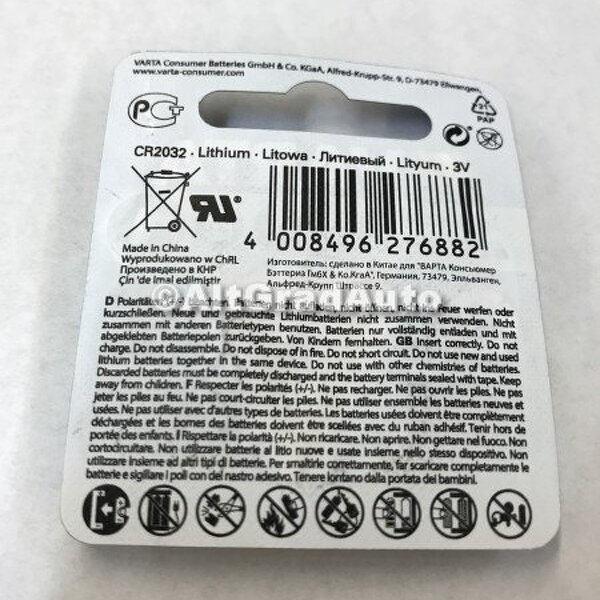 VARTA Consumer Batteries GmbH & Co. KGaA, Alfred-Krupp-Str. 9, D-73479 Ellwangen,
www.varta-consumer.com
21
PAP
CR2032 · Lithium · Litowa · Литиевый · Lityum · 3V
Made in China
Wyprodukowano w ChRL
Произведено в КНР
Çin 'de imal edilmiştir
4 008496 276882
Изготовитель: сделано в Китае для "ВАРТА Консьюмер
Бэттериз ГмбХ & Ко.КгаА", Германия, 73479, Эльванген,
Альфред-Крупп Штрассе 9.
©AltGradAuto
D Polaritäten Feuer werfen oder
kurzschließen. Neue und gebrauchte Lithiumbatterien nicht zusammen verwenden. Nicht
zusammen mit anderen Batterietypen benutzen. Batterien nur vollständig entladen und mit
abgeklebten Batteriepolen zurückgeben. Von Kindern fernhalten. GB Insert correctly. Do not
charge. Do not disassemble. Do not dispose of in fire. Do not short circuit. Do not use new and used
lithium batteries together in the same device. Do not use with other chemistries of batteries.
Discarded batteries must be completely discharged and the battery terminals sealed with tape. Keep
away from children. F Respecter les polarités (+/-). Ne pas recharger. Ne pas ouvrir les piles. Ne pas
jeter les piles au feu. Ne pas court-circuiter les piles. Ne pas utiliser ensemble les batteries neuves et
usées. Ne pas utiliser avec d'autres types de batteries. Les batteries usées doivent être complètement
déchargées et les bornes des batteries doivent être scellées avec du ruban adhésif. Tenir hors de
portée des enfants. I Rispettare la polarità (+/-). Non ricaricare. Non aprire. Non gettare nel fuoco. Non
cortocircuitare. Non utilizzare batterie al litio nuove e usate insieme nello stesso dispositivo. Non
utilizzare insieme ad altri tipi di batterie. Per smaltirle correttamente, far scaricare completamente le
batterie e sigillare i poli con del nastro adesivo. Tenere lontano dalla portata dei bambini.